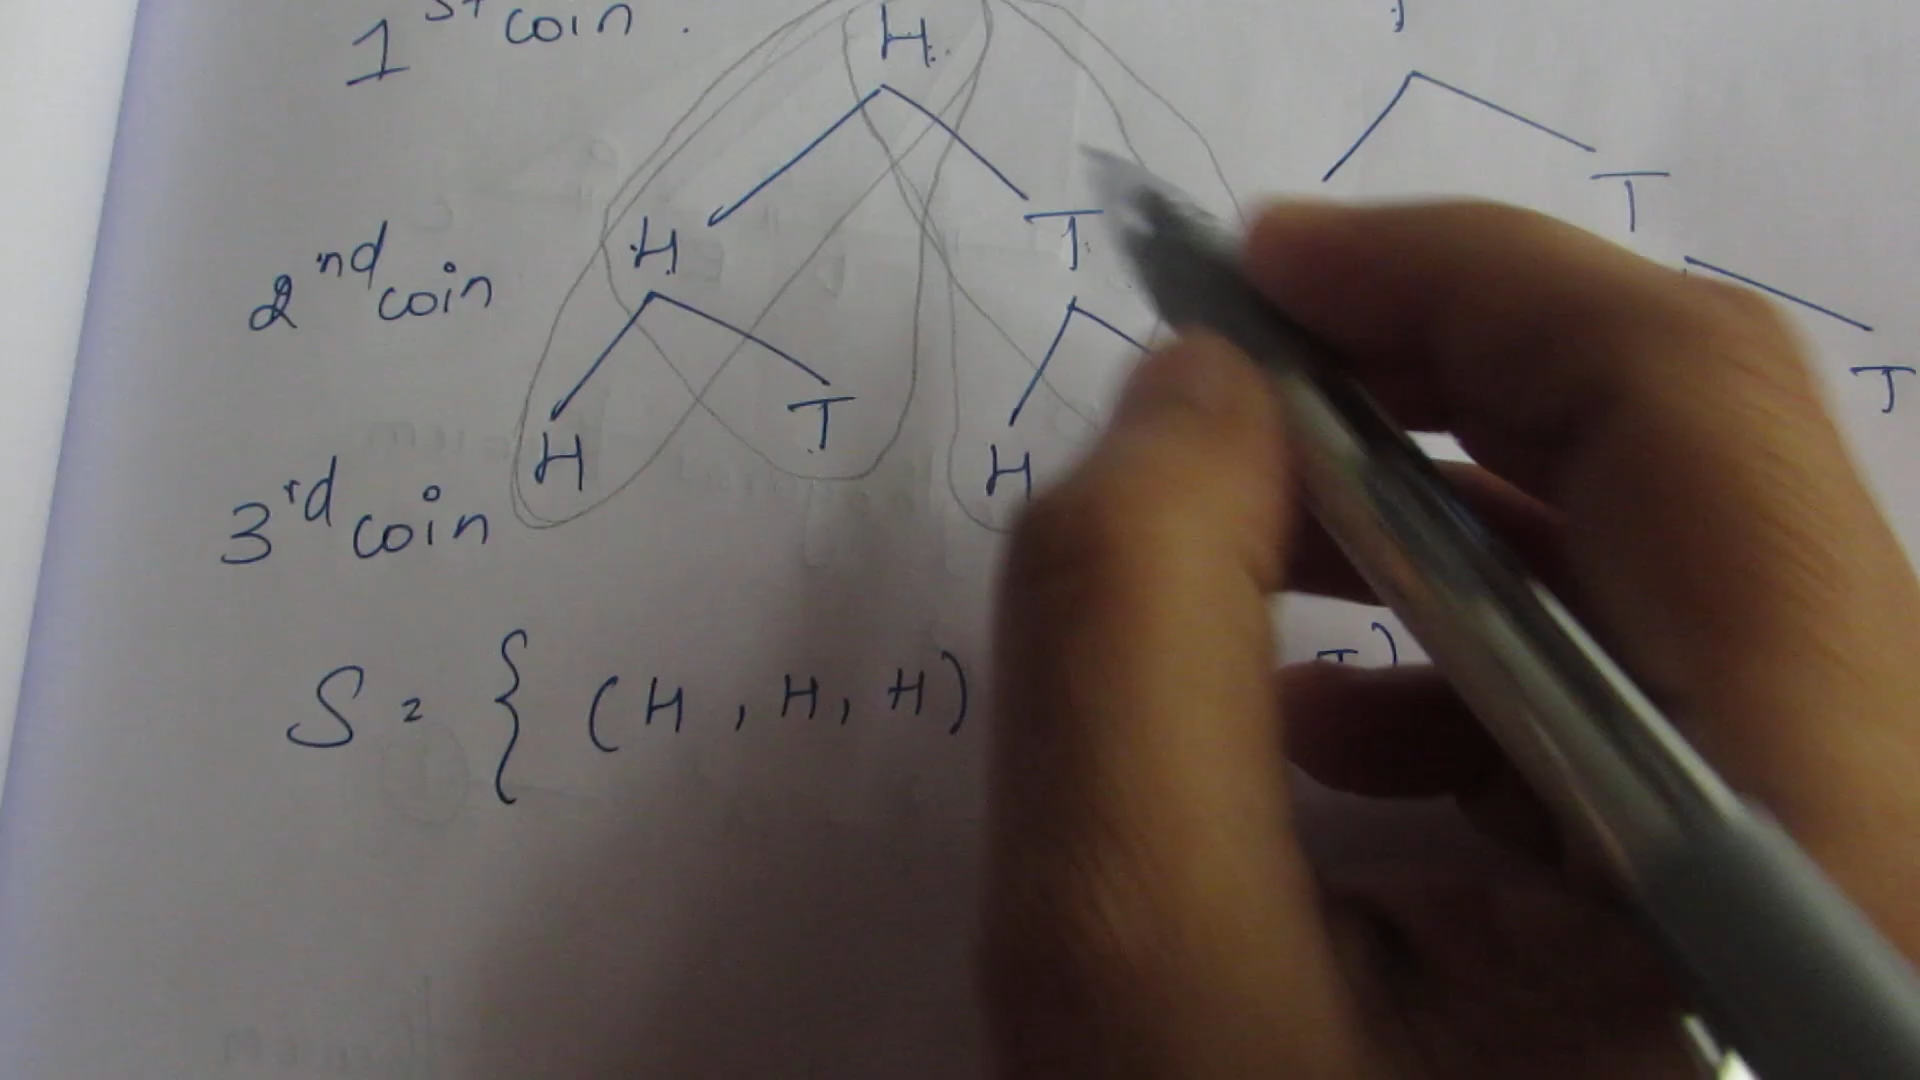 1st coin . H
2nd coin H T T
3rd coin H T H T
S = { (H, H, H) T)